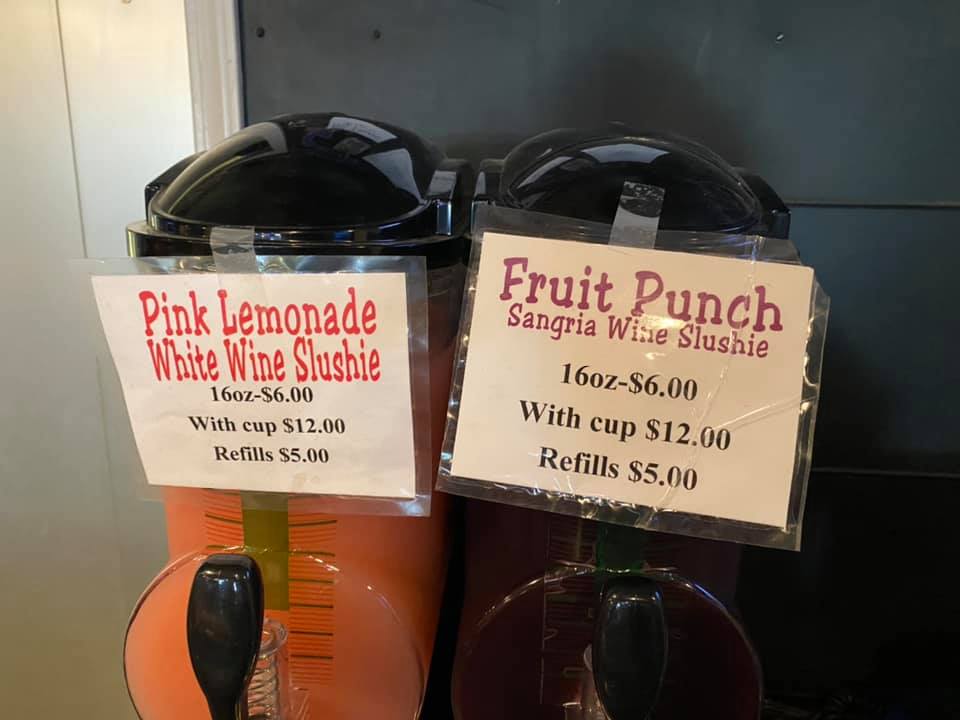 Pink Lemonade
White Wine Slushie
16oz-$6.00
With cup $12.00
Refills $5.00
Fruit Punch
Sangria Wine Slushie
16oz-$6.00
With cup $12.00
Refills $5.00